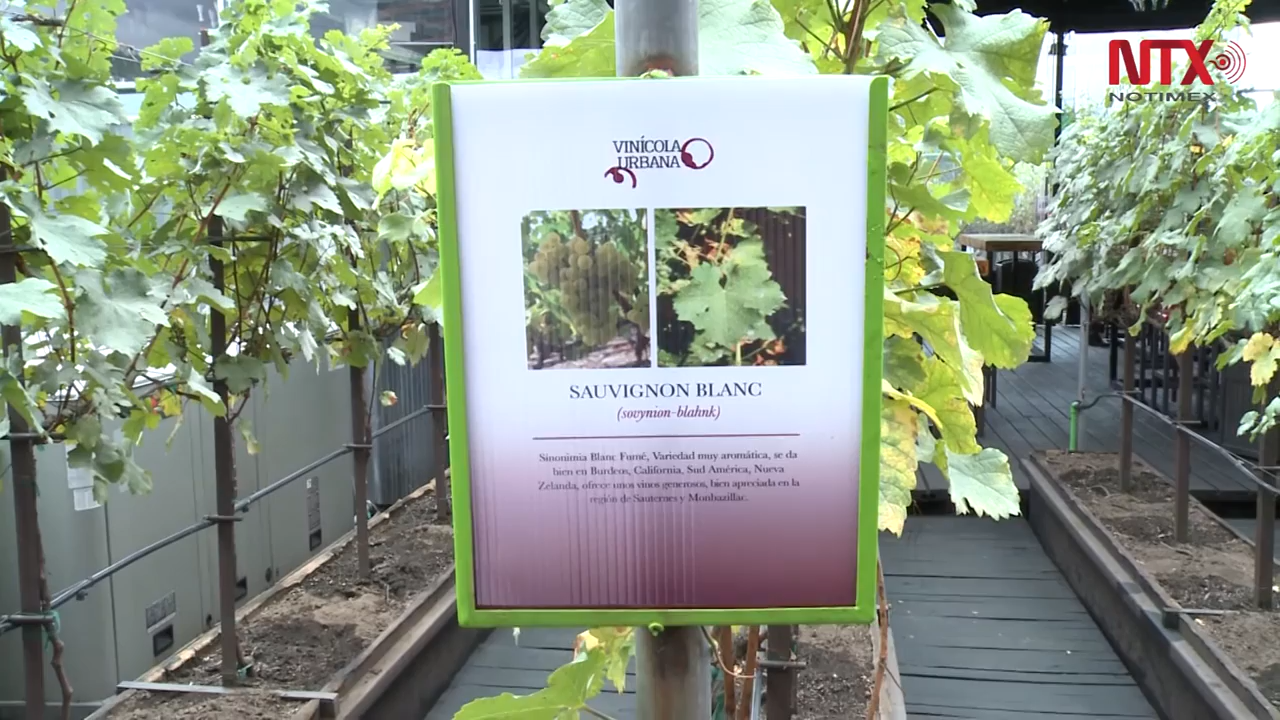 NTX
NOTIMEX
VINÍCOLA
URBANA
SAUVIGNON BLANC
(sovynion-blahnk)
Sinonimia Blanc Fumé, Variedad muy aromática, se da
bien en Burdeos, California, Sud América, Nueva
Zelanda, ofrece unos vinos generosos, bien apreciada en la
región de Sauternes y Monbazillac.